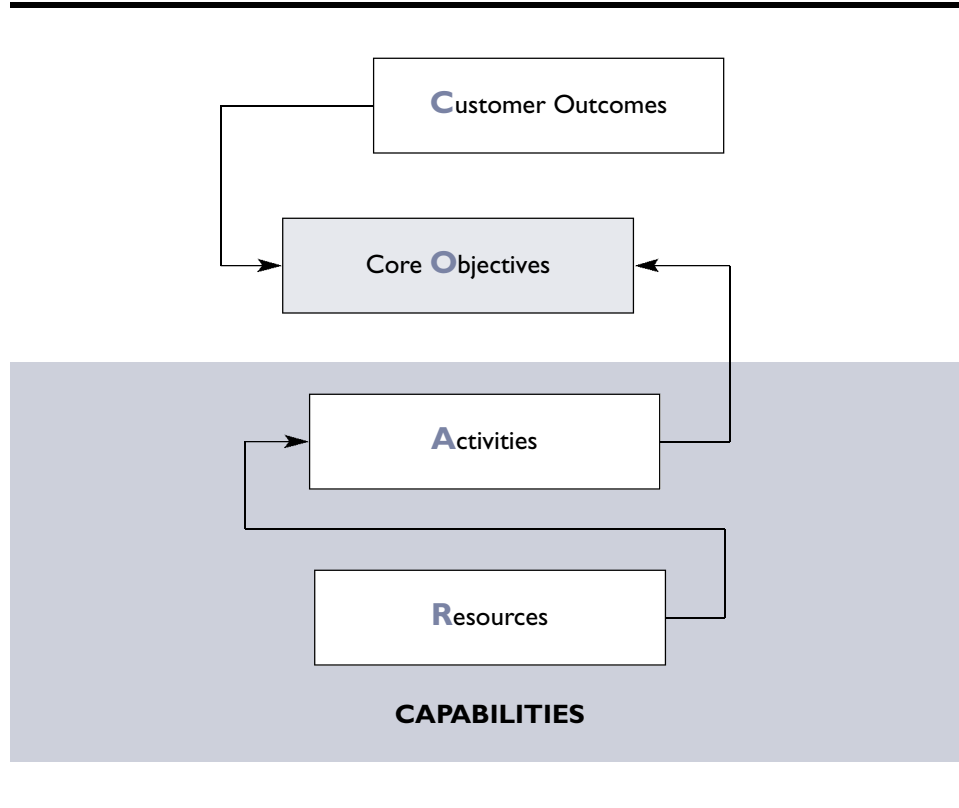 Customer Outcomes
Core Objectives
Activities
Resources
CAPABILITIES